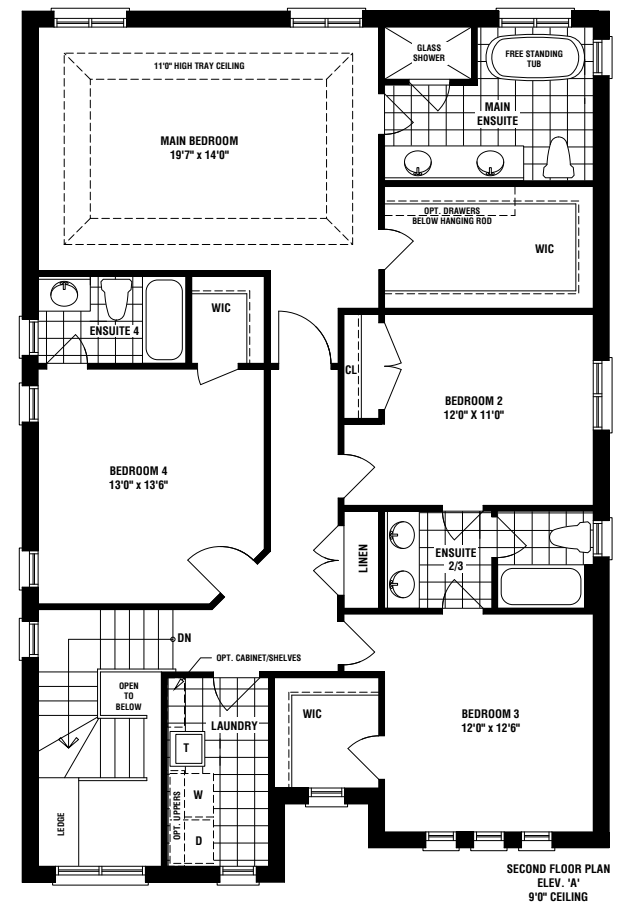 GLASS
SHOWER
FREE STANDING
TUB
11'0" HIGH TRAY CEILING
MAIN
ENSUITE
MAIN BEDROOM
19'7" x 14'0"
OPT. DRAWERS
BELOW HANGING ROD
WIC
WIC
ENSUITE 4
CL
BEDROOM 2
12'0" X 11'0"
BEDROOM 4
13'0" x 13'6"
LINEN
ENSUITE
2/3
DN
OPT. CABINET/SHELVES
OPEN
TO
BELOW
LAUNDRY
WIC
BEDROOM 3
12'0" x 12'6"
T
W
OPT. UPPERS
D
LEDGE
SECOND FLOOR PLAN
ELEV. 'A'
9'0" CEILING